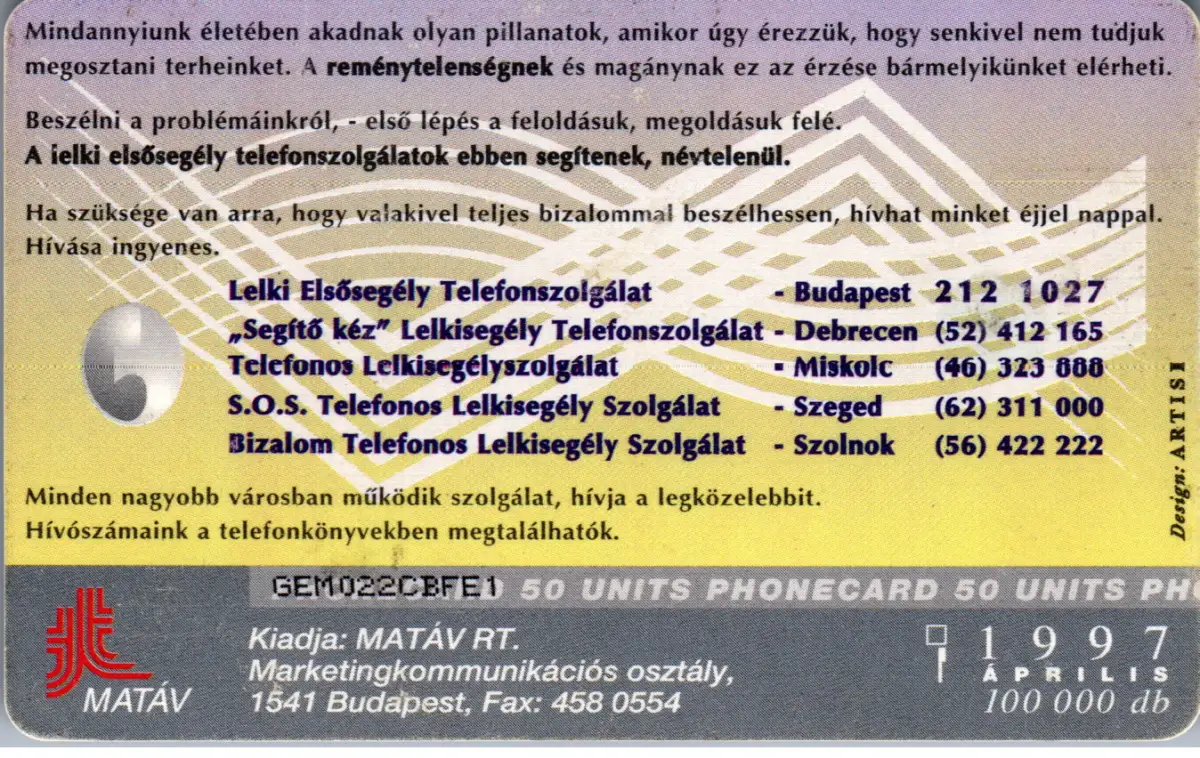 Mindannyiunk életében akadnak olyan pillanatok, amikor úgy érezzük, hogy senkivel nem tudjuk
megosztani terheinket. A reménytelenségnek és magánynak ez az érzése bármelyikünket elérheti.
Beszélni a problémáinkról, - első lépés a feloldásuk, megoldásuk felé.
A lelki elsősegély telefonszolgálatok ebben segítenek, névtelenül.
Ha szüksége van arra, hogy valakivel teljes bizalommal beszélhessen, hívhat minket éjjel nappal.
Hívása ingyenes.
Lelki Elsősegély Telefonszolgálat - Budapest 212 1027
„Segítő kéz” Lelkisegély Telefonszolgálat - Debrecen (52) 412 165
Telefonos Lelkisegélyszolgálat - Miskolc (46) 323 888
S.O.S. Telefonos Lelkisegély Szolgálat - Szeged (62) 311 000
Bizalom Telefonos Lelkisegély Szolgálat - Szolnok (56) 422 222
Design: ARTISI
Minden nagyobb városban működik szolgálat, hívja a legközelebbit.
Hívószámaink a telefonkönyvekben megtalálhatók.
GEM022CBFE1 50 UNITS PHONECARD 50 UNITS PH
MATÁV
Kiadja: MATÁV RT.
Marketingkommunikációs osztály,
1541 Budapest, Fax: 458 0554
1997
ÁPRILIS
100 000 db